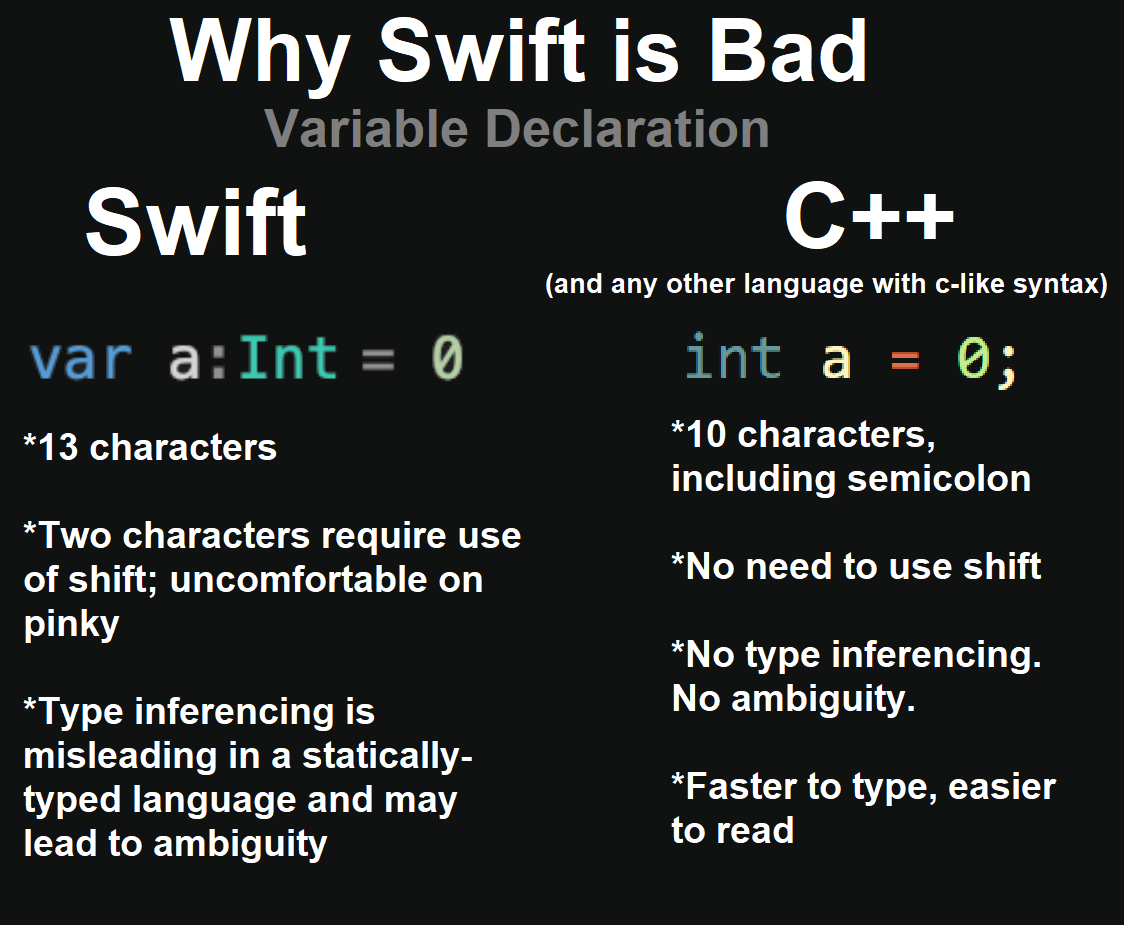 Why Swift is Bad
Variable Declaration
Swift
var a:Int = 0
*13 characters
*Two characters require use
of shift; uncomfortable on
pinky
*Type inferencing is
misleading in a statically-
typed language and may
lead to ambiguity
C++
(and any other language with c-like syntax)
int a = 0;
*10 characters,
including semicolon
*No need to use shift
*No type inferencing.
No ambiguity.
*Faster to type, easier
to read